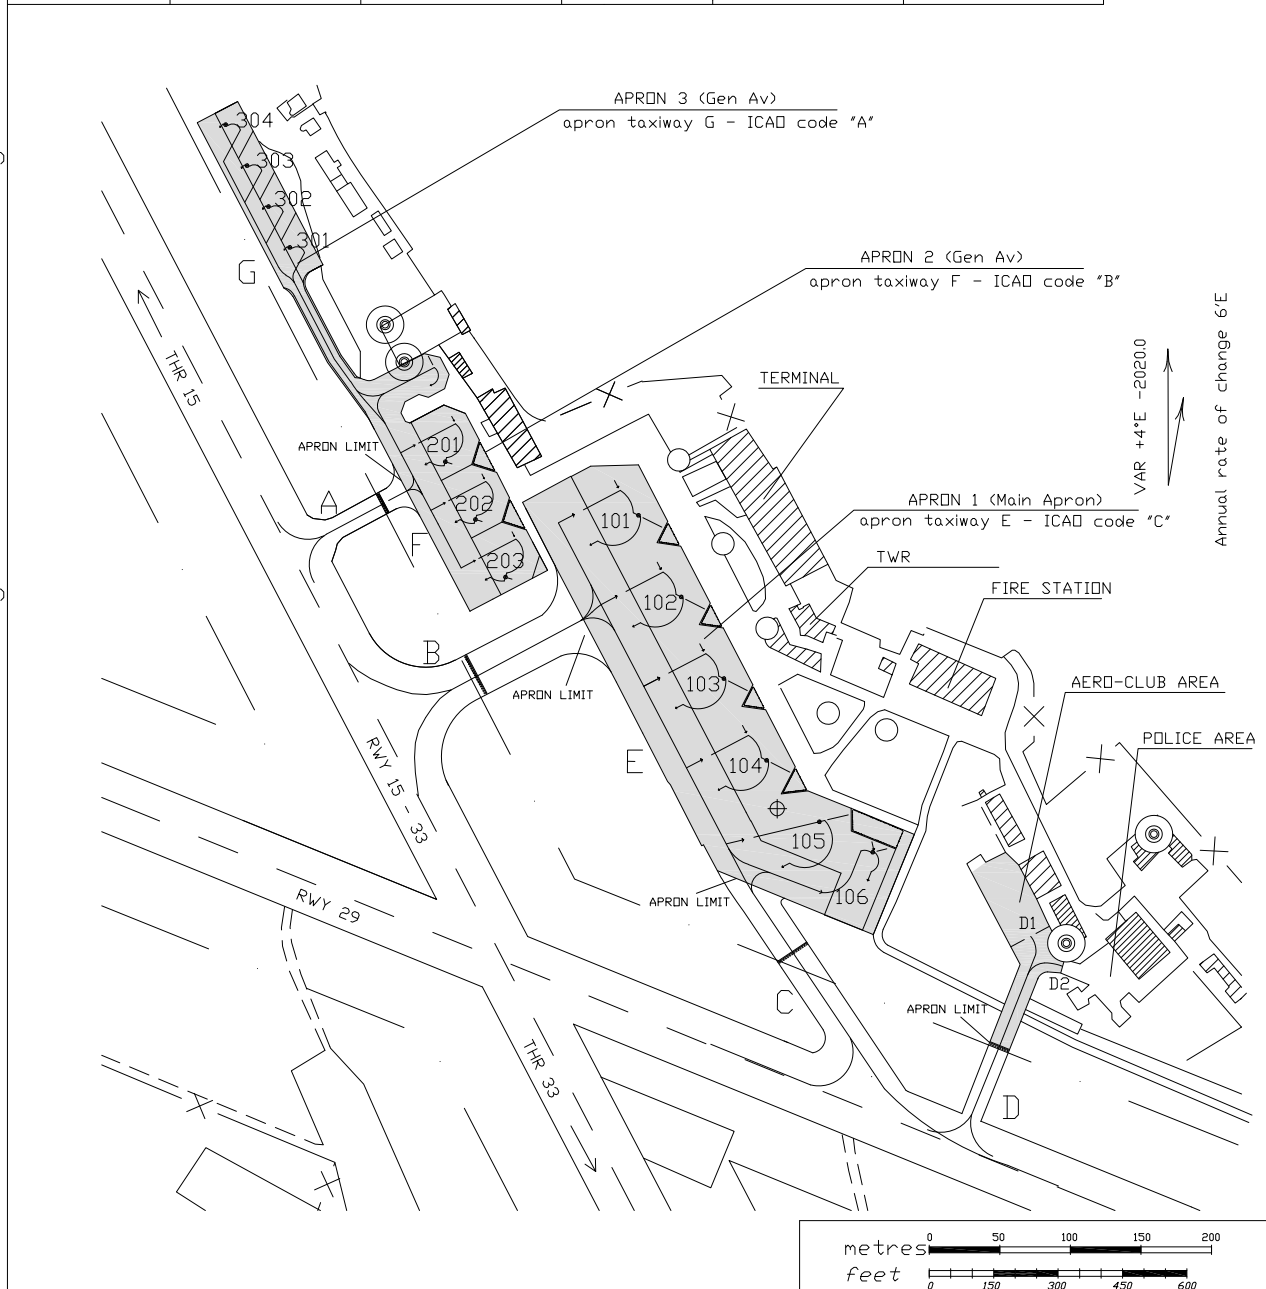 APRON 3 (Gen Av)
apron taxiway G - ICAO code "A"
304
303
302
301
G
APRON 2 (Gen Av)
apron taxiway F - ICAO code "B"
THR 15
VAR +4°E -2020.0
Annual rate of change 6'E
TERMINAL
APRON LIMIT
201
A
202
F
203
APRON 1 (Main Apron)
apron taxiway E - ICAO code "C"
101
TWR
FIRE STATION
102
B
APRON LIMIT
103
AERO-CLUB AREA
POLICE AREA
RWY 15 - 33
E
104
105
106
APRON LIMIT
RWY 29
D1
D2
C
APRON LIMIT
THR 33
D
metres 0 50 100 150 200
feet 0 150 300 450 600